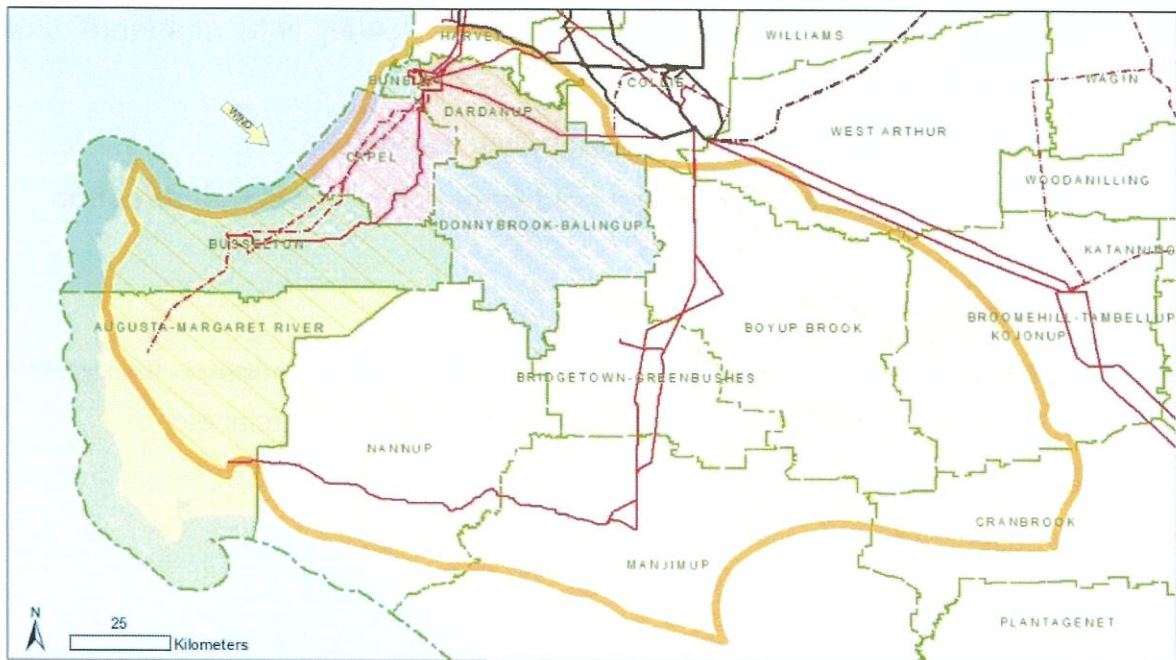 HARVEY
WILLIAMS
COLLIE
WAGIN
DARDANUP
WEST ARTHUR
WIND
CAPEL
WOODANILLING
DONNYBROOK-BALINGUP
BUSSELTON
KATANNING
AUGUSTA-MARGARET RIVER
BOYUP BROOK
BROOMEHILL-TAMBELLUP
KOJONUP
BRIDGETOWN-GREENBUSHES
NANNUP
CRANBROOK
MANJIMUP
PLANTAGENET
N
25
Kilometers